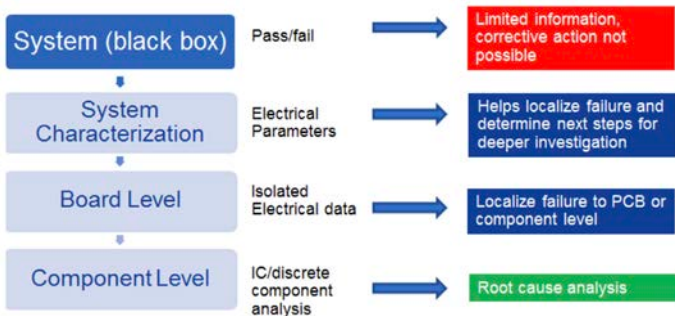 System (black box)
Pass/fail
Limited information,
corrective action not
possible
System
Characterization
Electrical
Parameters
Helps localize failure and
determine next steps for
deeper investigation
Board Level
Isolated
Electrical data
Localize failure to PCB or
component level
Component Level
IC/discrete
component
analysis
Root cause analysis